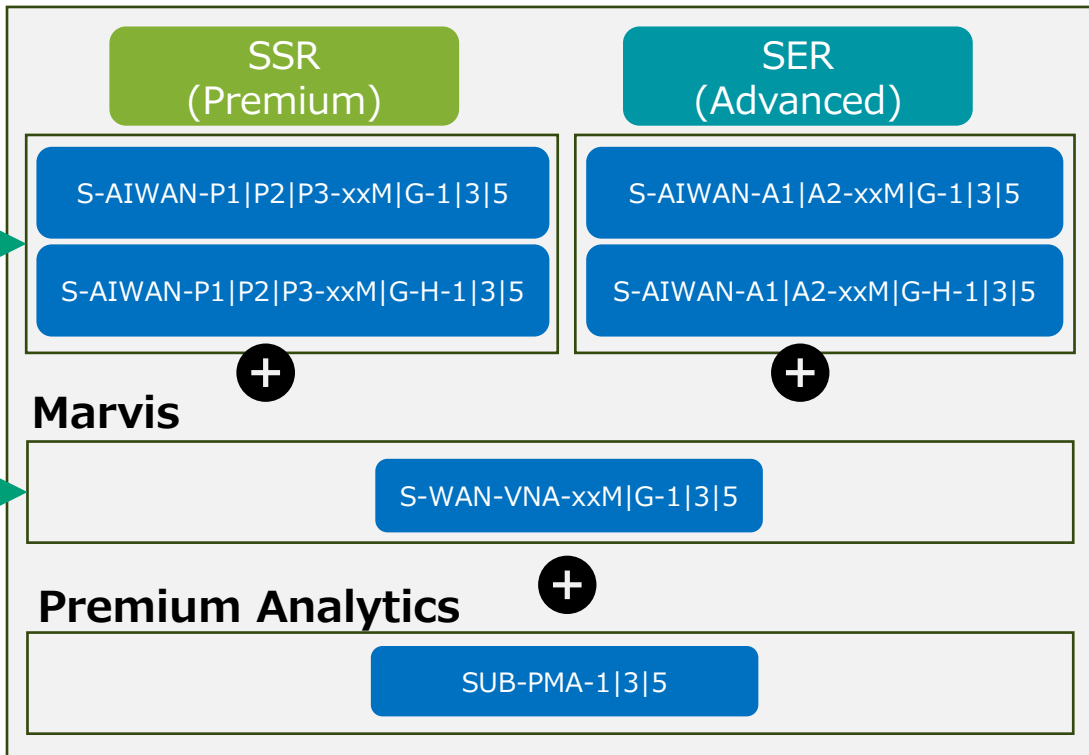 SSR
(Premium)
SER
(Advanced)
S-AIWAN-P1|P2|P3-xxM|G-1|3|5
S-AIWAN-A1|A2-xxM|G-1|3|5
S-AIWAN-P1|P2|P3-xxM|G-H-1|3|5
S-AIWAN-A1|A2-xxM|G-H-1|3|5
+
+
Marvis
S-WAN-VNA-xxM|G-1|3|5
+
Premium Analytics
SUB-PMA-1|3|5